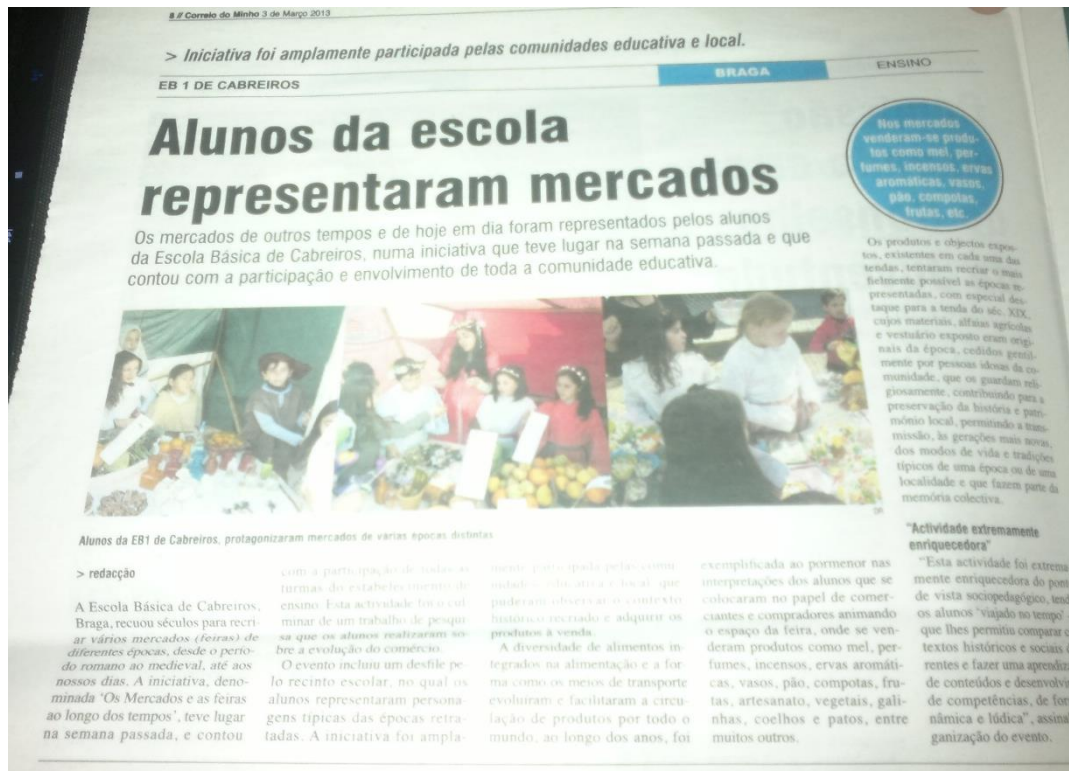 8 // Correio do Minho 3 de Março 2013
> Iniciativa foi amplamente participada pelas comunidades educativa e local.
EB 1 DE CABREIROS
BRAGA
ENSINO
Alunos da escola
representaram mercados
Os mercados de outros tempos e de hoje em dia foram representados pelos alunos
da Escola Básica de Cabreiros, numa iniciativa que teve lugar na semana passada e que
contou com a participação e envolvimento de toda a comunidade educativa.
Alunos da EB1 de Cabreiros, protagonizaram mercados de várias épocas distintas
> redacção
A Escola Básica de Cabreiros,
Braga, recuou séculos para recri-
ar vários mercados (feiras) de
diferentes épocas, desde o perío-
do romano ao medieval, até aos
nossos dias. A iniciativa, deno-
minada 'Os Mercados e as feiras
ao longo dos tempos', teve lugar
na semana passada, e contou
com a participação de todas as
turmas do estabelecimento de
ensino. Esta actividade foi o cul-
minar de um trabalho de pesqui-
sa que os alunos realizaram so-
bre a evolução do comércio.
O evento incluiu um desfile pe-
lo recinto escolar, no qual os
alunos representaram persona-
gens típicas das épocas retra-
tadas. A iniciativa foi ampla-
mente participada pelas comu-
nidades educativa e local que
puderam observar o contexto
histórico recriado e adquirir os
produtos à venda.
A diversidade de alimentos in-
tegrados na alimentação e a for-
ma como os meios de transporte
evoluíram e facilitaram a circu-
lação de produtos por todo o
mundo, ao longo dos anos, foi
exemplificada ao pormenor nas
interpretações dos alunos que se
colocaram no papel de comer-
ciantes e compradores animando
o espaço da feira, onde se ven-
deram produtos como mel, per-
fumes, incensos, ervas aromáti-
cas, vasos, pão, compotas, fru-
tas, artesanato, vegetais, gali-
nhas, coelhos e patos, entre
muitos outros.
Nos mercados
venderam-se produ-
tos como mel, per-
fumes, incensos, ervas
aromáticas, vasos,
pão, compotas,
frutas, etc.
Os produtos e objectos expos-
tos, existentes em cada uma das
tendas, tentaram recriar o mais
fielmente possível as épocas re-
presentadas, com especial des-
taque para a tenda do séc. XIX,
cujos materiais, alfaias agrícolas
e vestuário exposto eram origi-
nais da época, cedidos gentil-
mente por pessoas idosas da co-
munidade, que os guardam reli-
giosamente, contribuindo para a
preservação da história e patri-
mónio local, permitindo a trans-
missão, às gerações mais novas,
dos modos de vida e tradições
típicos de uma época ou de uma
localidade e que fazem parte da
memória colectiva.
"Actividade extremamente
enriquecedora"
"Esta actividade foi extrema
mente enriquecedora do pont
de vista sociopedagógico, tend
os alunos 'viajado no tempo'
que lhes permitiu comparar c
textos históricos e sociais d
rentes e fazer uma aprendiza
de conteúdos e desenvolvi
de competências, de for
nâmica e lúdica", assina
ganização do evento.